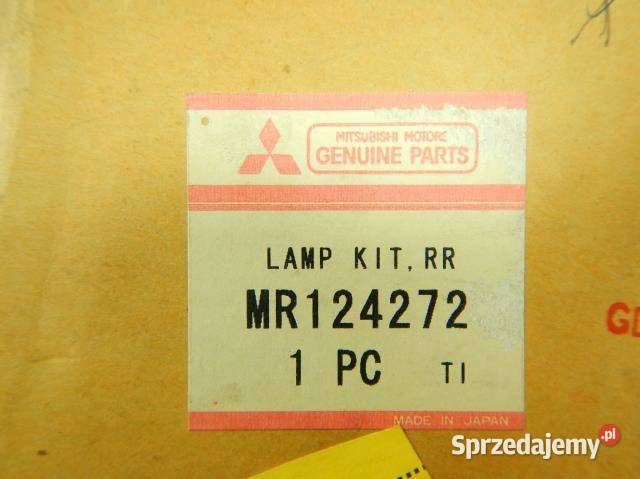 MITSUBISHI MOTORS
GENUINE PARTS
LAMP KIT, RR
MR124272
1 PC TI
MADE IN JAPAN
Sprzedajemy.pl